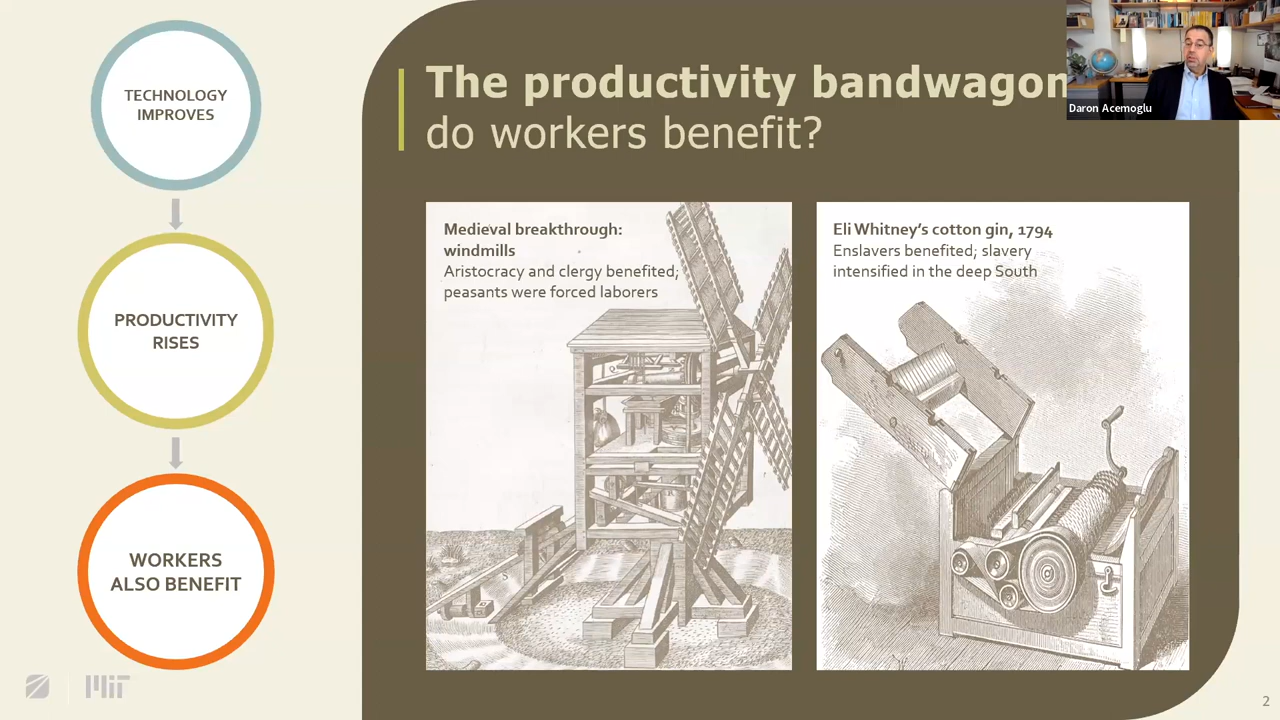 TECHNOLOGY
IMPROVES
PRODUCTIVITY
RISES
WORKERS
ALSO BENEFIT
MIT
The productivity bandwagon
do workers benefit?
Daron Acemoglu
Medieval breakthrough:
windmills
Aristocracy and clergy benefited;
peasants were forced laborers
Eli Whitney’s cotton gin, 1794
Enslavers benefited; slavery
intensified in the deep South
2